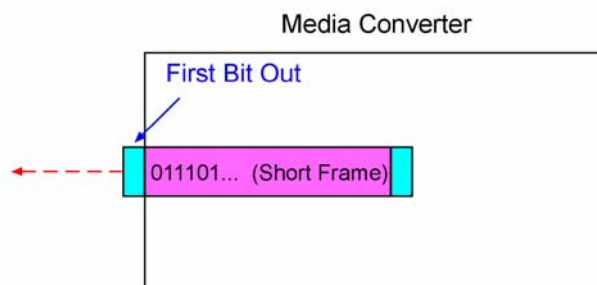 Media Converter
First Bit Out
011101... (Short Frame)